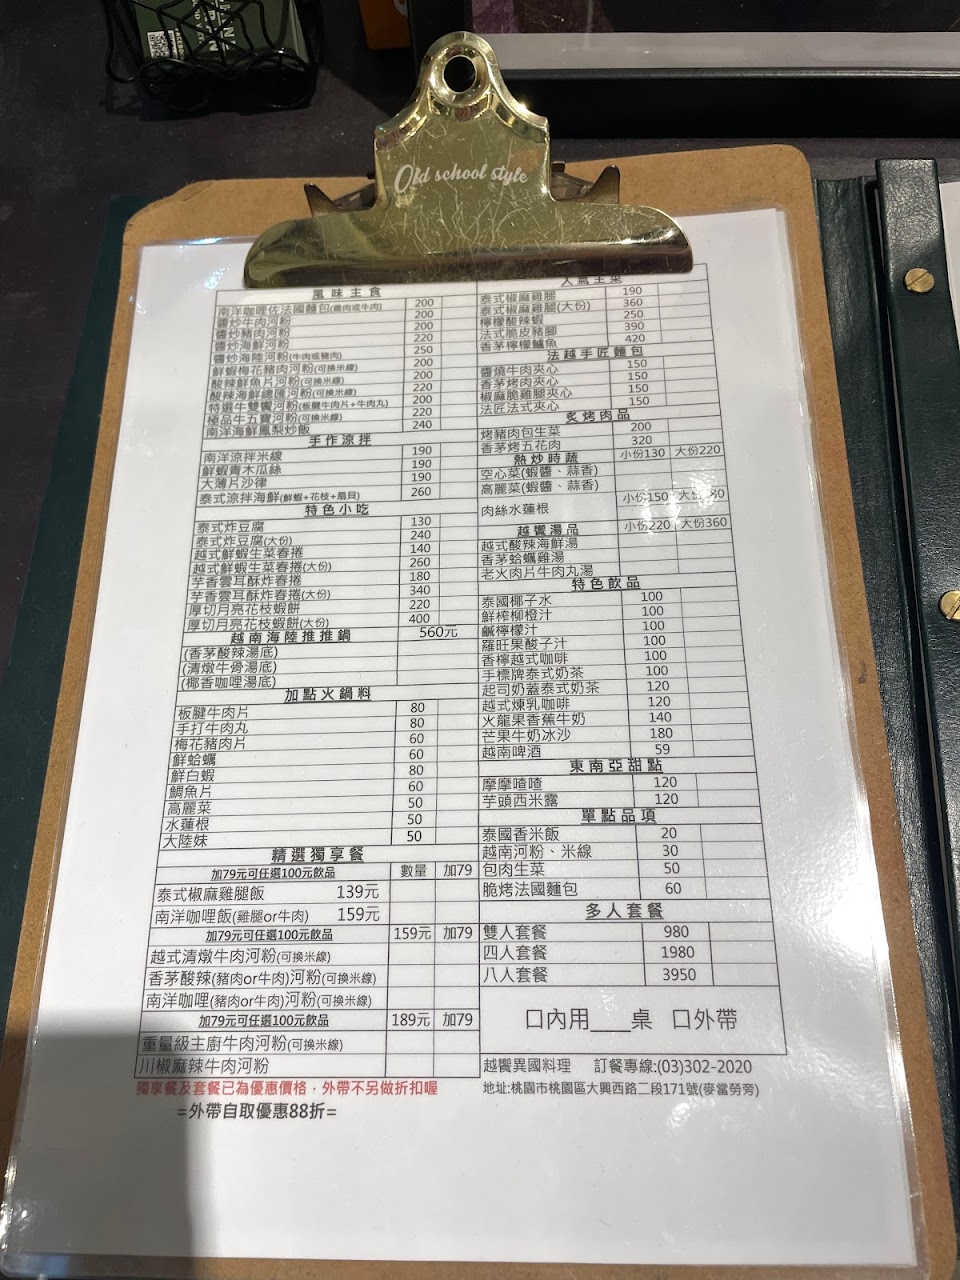 Old school style
風味主食
南洋咖哩佐法國麵包(雞肉或牛肉) 200
醬炒牛肉河粉 200
醬炒豬肉河粉 200
醬炒海鮮河粉 220
醬炒海陸河粉(牛肉或豬肉) 250
鮮蝦梅花豬肉河粉(可換米線) 200
酸辣鮮魚片河粉(可換米線) 200
酸辣海鮮總匯河粉(可換米線) 220
特選牛雙饗河粉(板腱牛肉片+牛肉丸) 200
極品牛五寶河粉(可換米線) 220
南洋海鮮鳳梨炒飯 240
手作涼拌
南洋涼拌米線 190
鮮蝦青木瓜絲 190
大薄片沙律 190
泰式涼拌海鮮(鮮蝦+花枝+扇貝) 260
特色小吃
泰式炸豆腐 130
泰式炸豆腐(大份) 240
越式鮮蝦生菜春捲 140
越式鮮蝦生菜春捲(大份) 260
芋香雲耳酥炸春捲 180
芋香雲耳酥炸春捲(大份) 340
厚切月亮花枝蝦餅 220
厚切月亮花枝蝦餅(大份) 400
越南海陸推推鍋 560元
(香茅酸辣湯底)
(清燉牛骨湯底)
(椰香咖哩湯底)
加點火鍋料
板腱牛肉片 80
手打牛肉丸 80
梅花豬肉片 60
鮮蛤蠣 60
鮮白蝦 80
鯛魚片 60
高麗菜 50
水蓮根 50
大陸妹 50
精選獨享餐
加79元可任選100元飲品 數量 加79
泰式椒麻雞腿飯 139元
南洋咖哩飯(雞腿or牛肉) 159元
加79元可任選100元飲品 159元 加79
越式清燉牛肉河粉(可換米線)
香茅酸辣(豬肉or牛肉)河粉(可換米線)
南洋咖哩(豬肉or牛肉)河粉(可換米線)
加79元可任選100元飲品 189元 加79
重量級主廚牛肉河粉(可換米線)
川椒麻辣牛肉河粉
獨享餐及套餐已為優惠價格，外帶不另做折扣喔
=外帶自取優惠88折=
人氣主菜
泰式椒麻雞腿 190
泰式椒麻雞腿(大份) 360
檸檬酸辣蝦 250
法式脆皮豬腳 390
香茅檸檬鱸魚 420
法越手匠麵包
醬燒牛肉夾心 150
香茅烤肉夾心 150
椒麻脆雞夾心 150
法匠法式夾心 150
炙烤肉品
烤豬肉包生菜 200
香茅烤五花肉 320
熱炒時蔬 小份130 大份220
空心菜(蝦醬、蒜香)
高麗菜(蝦醬、蒜香)
肉絲水蓮根 小份150 大份280
越饗湯品 小份220 大份360
越式酸辣海鮮湯
香茅蛤蠣雞湯
老火肉片牛肉丸湯
特色飲品
泰國椰子水 100
鮮榨柳橙汁 100
鹹檸檬汁 100
羅旺果酸子汁 100
香檸越式咖啡 100
手標牌泰式奶茶 100
起司奶蓋泰式奶茶 120
越式煉乳咖啡 120
火龍果香蕉牛奶 140
芒果牛奶冰沙 180
越南啤酒 59
東南亞甜點
摩摩喳喳 120
芋頭西米露 120
單點品項
泰國香米飯 20
越南河粉、米線 30
包肉生菜 50
脆烤法國麵包 60
多人套餐
雙人套餐 980
四人套餐 1980
八人套餐 3950
口內用___桌 口外帶
越饗異國料理 訂餐專線:(03)302-2020
地址:桃園市桃園區大興西路二段171號(麥當勞旁)